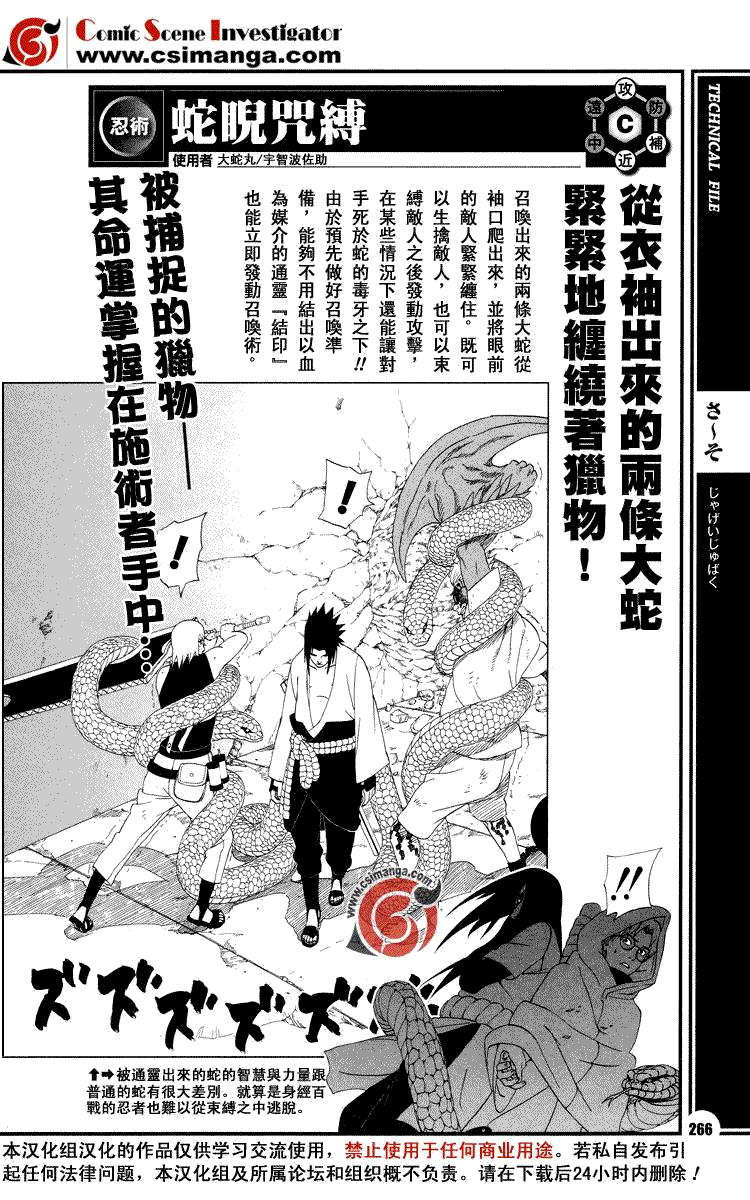 Comic Scene Investigator
www.csimanga.com
TECHNICAL FILE
さ～そ
じゃげいじゅばく
忍術
蛇睨咒縛
使用者 大蛇丸/宇智波佐助
攻
防
補
近
中
遠
C
從衣袖出來的兩條大蛇
緊緊地纏繞著獵物！
召喚出來的兩條大蛇從
袖口爬出來，並將眼前
的敵人緊緊纏住。既可
以生擒敵人，也可以束
縛敵人之後發動攻擊，
在某些情況下還能讓對
手死於蛇的毒牙之下!!
由於預先做好召喚準
備，能夠不用結出以血
為媒介的通靈『結印』
也能立即發動召喚術。
被捕捉的獵物——
其命運掌握在施術者手中…
！
！
!!
www.csimanga.com
ズズズズズズ
⬆➡被通靈出來的蛇的智慧與力量跟
普通的蛇有很大差別。就算是身經百
戰的忍者也難以從束縛之中逃脫。
266
本汉化组汉化的作品仅供学习交流使用，禁止使用于任何商业用途。若私自发布引
起任何法律问题，本汉化组及所属论坛和组织概不负责。请在下载后24小时内删除！